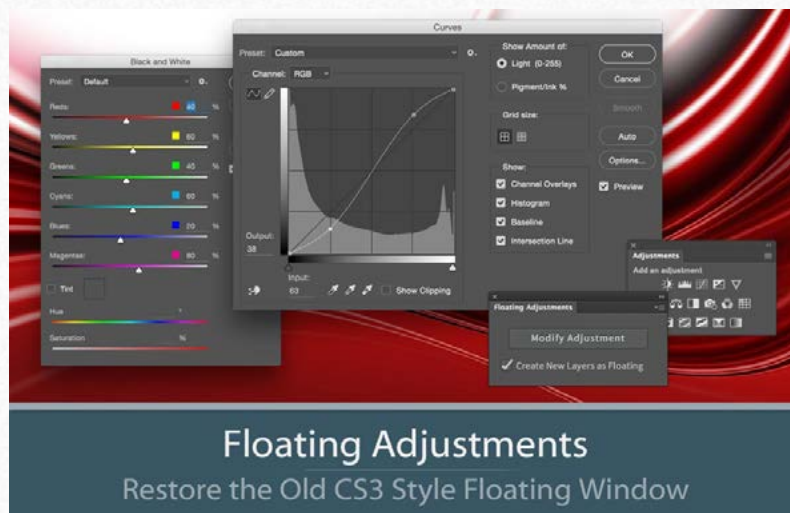 Curves
Preset: Custom
Channel: RGB
Output:
38
Input:
63
Show Clipping
Show Amount of:
Light (0-255)
Pigment/Ink %
Grid size:
Show:
Channel Overlays
Histogram
Baseline
Intersection Line
OK
Cancel
Smooth
Auto
Options...
Preview
Black and White
Preset: Default
Reds: 40 %
Yellows: 60 %
Greens: 40 %
Cyans: 60 %
Blues: 20 %
Magentas: 80 %
Tint
Hue °
Saturation %
Adjustments
Add an adjustment
Floating Adjustments
Modify Adjustment
Create New Layers as Floating
Floating Adjustments
Restore the Old CS3 Style Floating Window